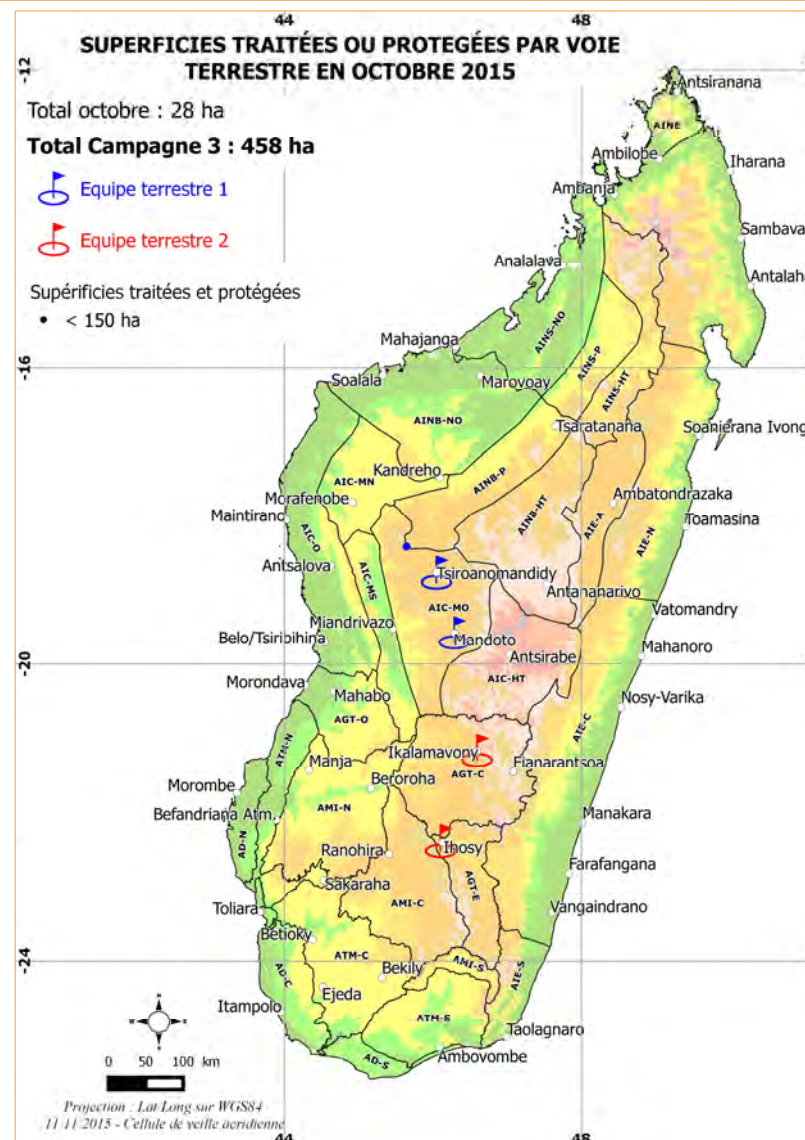 44
48
SUPERFICIES TRAITÉES OU PROTEGÉES PAR VOIE
TERRESTRE EN OCTOBRE 2015
-12
Total octobre : 28 ha
Total Campagne 3 : 458 ha
Equipe terrestre 1
Equipe terrestre 2
Supérificies traitées et protégées
< 150 ha
Antsiranana
AINE
Ambilobe
Iharana
Ambanja
Sambava
Analalava
Antalaha
AINS-NO
Mahajanga
-16
Soalala
Marovoay
AINS-P
AINS-HT
AINB-NO
Tsaratanana
Soanierana Ivong
Kandreho
AINB-P
AIC-MN
Morafenobe
AINB-HT
Ambatondrazaka
Maintirano
AIE-A
AIE-N
Toamasina
AIC-O
Antsalova
AIC-MS
Tsiroanomandidy
Antananarivo
AIC-MO
Miandrivazo
Vatomandry
Belo/Tsiribihina
Mandoto
Mahanoro
-20
Antsirabe
AIC-HT
Morondava
Mahabo
Nosy-Varika
AGT-O
AIE-C
ATM-N
Ikalamavony
Manja
Fianarantsoa
AGT-C
Beroroha
Morombe
AMI-N
Befandriana Atm.
Manakara
AD-N
Ranohira
Ihosy
Farafangana
Sakaraha
AGT-E
AMI-C
Toliara
Vangaindrano
Betioky
-24
ATM-C
AMI-S
AD-C
Bekily
AIE-S
Ejeda
Itampolo
ATM-S
Taolagnaro
AD-S
Ambovombe
N
0 50 100 km
Projection : Lat/Long sur WGS84
11/11/2015 - Cellule de veille acridienne
44
48